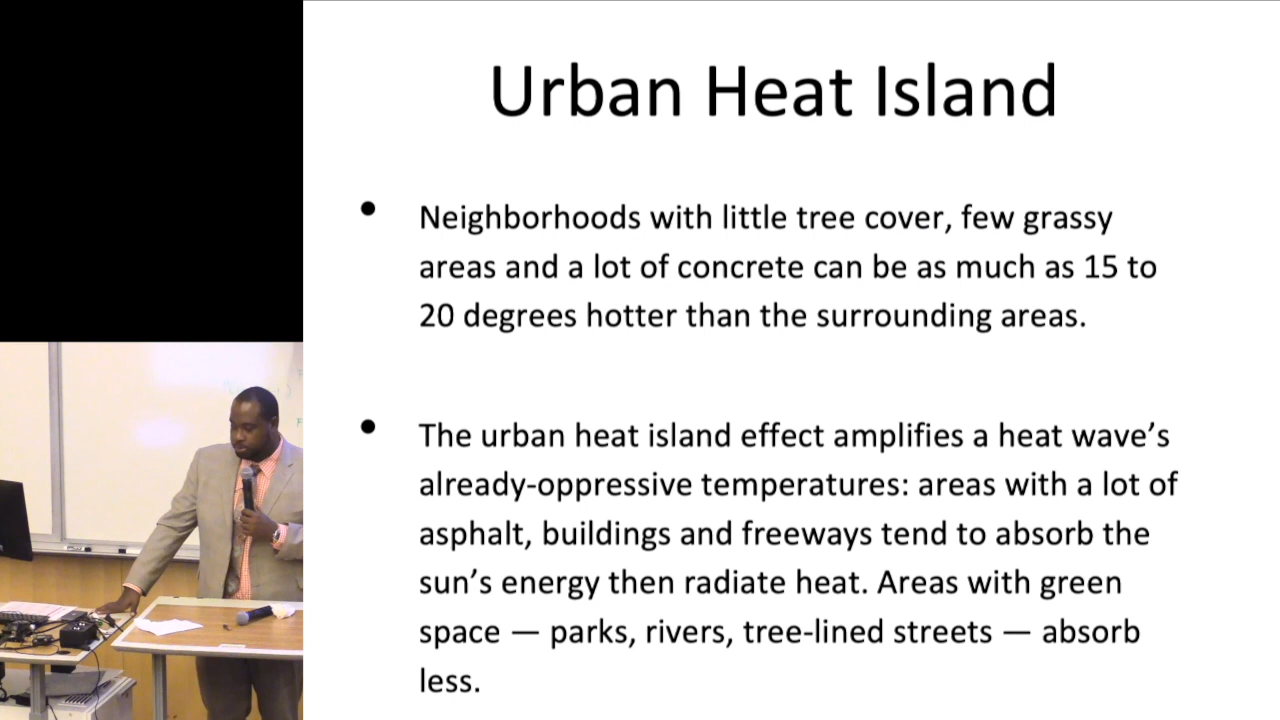 Urban Heat Island
• Neighborhoods with little tree cover, few grassy
areas and a lot of concrete can be as much as 15 to
20 degrees hotter than the surrounding areas.
• The urban heat island effect amplifies a heat wave’s
already-oppressive temperatures: areas with a lot of
asphalt, buildings and freeways tend to absorb the
sun’s energy then radiate heat. Areas with green
space — parks, rivers, tree-lined streets — absorb
less.